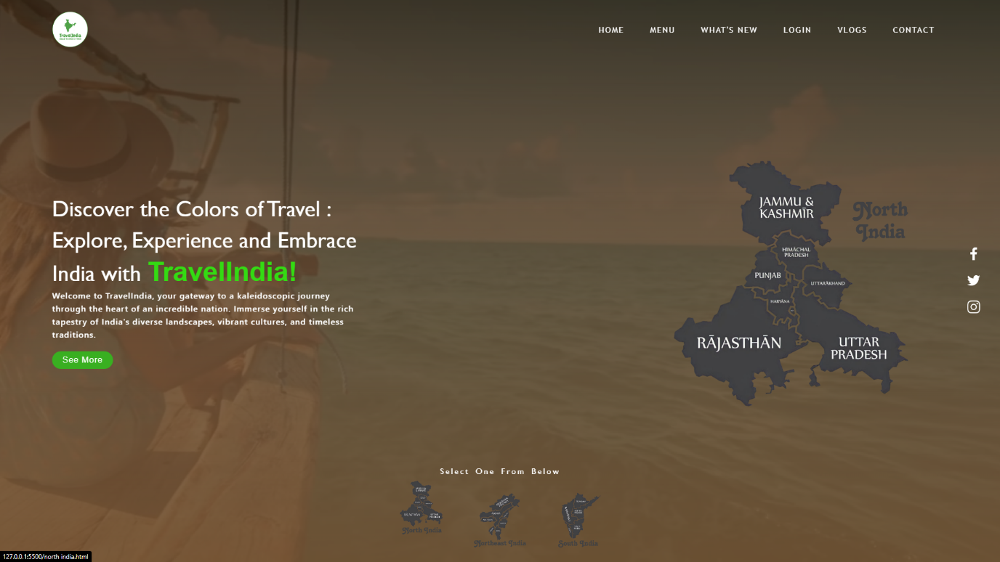 TravelIndia
HOME MENU WHAT'S NEW LOGIN VLOGS CONTACT
Discover the Colors of Travel :
Explore, Experience and Embrace
India with TravelIndia!
Welcome to TravelIndia, your gateway to a kaleidoscopic journey
through the heart of an incredible nation. Immerse yourself in the rich
tapestry of India's diverse landscapes, vibrant cultures, and timeless
traditions.
See More
JAMMU &
KASHMĪR
North
India
HIMĀCHAL
PRADESH
PUNJAB
UTTARĀKHAND
HARYĀNA
RĀJASTHĀN
UTTAR
PRADESH
Select One From Below
RĀJASTHĀN
UTTAR
PRADESH
North India
Northeast India
South India
127.0.0.1:5500/north india.html